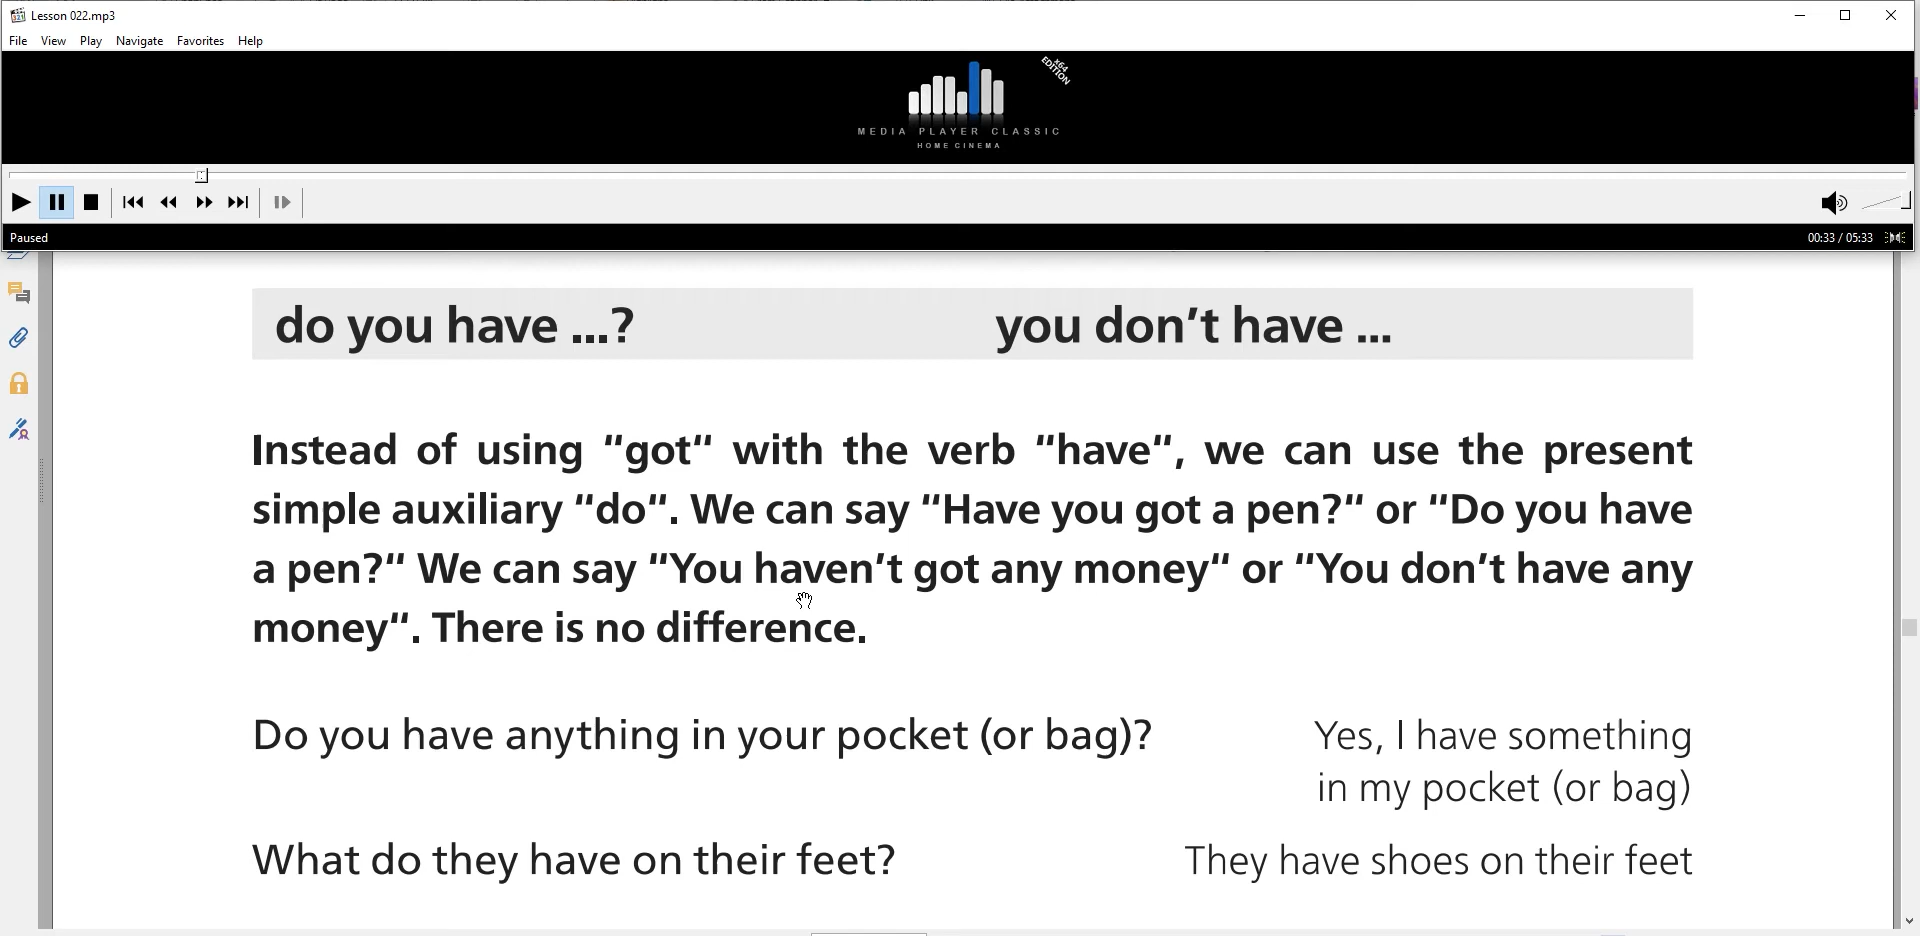 Lesson 022.mp3
File View Play Navigate Favorites Help
x64
EDITION
MEDIA PLAYER CLASSIC
HOME CINEMA
Paused
00:33 / 05:33
do you have ...? you don’t have ...
Instead of using “got“ with the verb “have“, we can use the present
simple auxiliary “do“. We can say “Have you got a pen?“ or “Do you have
a pen?“ We can say “You haven’t got any money“ or “You don’t have any
money“. There is no difference.
Do you have anything in your pocket (or bag)? Yes, I have something
in my pocket (or bag)
What do they have on their feet? They have shoes on their feet